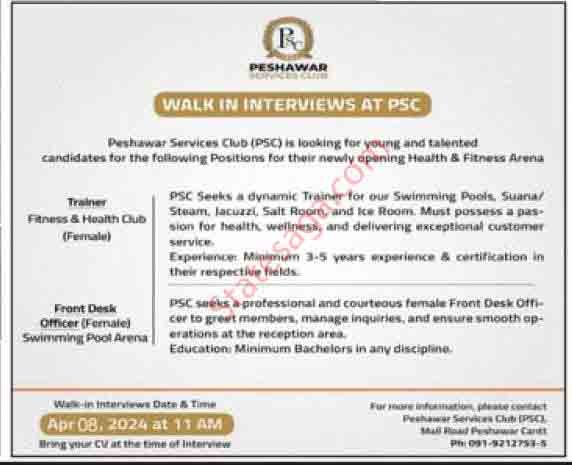 PSC
PESHAWAR
SERVICES CLUB
WALK IN INTERVIEWS AT PSC
Peshawar Services Club (PSC) is looking for young and talented
candidates for the following Positions for their newly opening Health & Fitness Arena
Trainer
Fitness & Health Club
(Female)
PSC Seeks a dynamic Trainer for our Swimming Pools, Suana/
Steam, Jacuzzi, Salt Room, and Ice Room. Must possess a pas-
sion for health, wellness, and delivering exceptional customer
service.
Experience: Minimum 3-5 years experience & certification in
their respective fields.
Front Desk
Officer (Female)
Swimming Pool Arena
PSC seeks a professional and courteous female Front Desk Offi-
cer to greet members, manage inquiries, and ensure smooth op-
erations at the reception area.
Education: Minimum Bachelors in any discipline.
Walk-in Interviews Date & Time
Apr 08, 2024 at 11 AM
Bring your CV at the time of Interview
For more information, please contact
Peshawar Services Club (PSC),
Mall Road Peshawar Cantt
Ph: 091-9212753-5
statesage.com